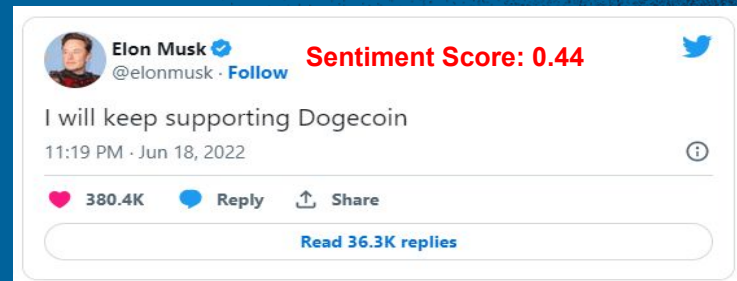 Elon Musk
@elonmusk · Follow
Sentiment Score: 0.44
I will keep supporting Dogecoin
11:19 PM · Jun 18, 2022
380.4K Reply Share
Read 36.3K replies